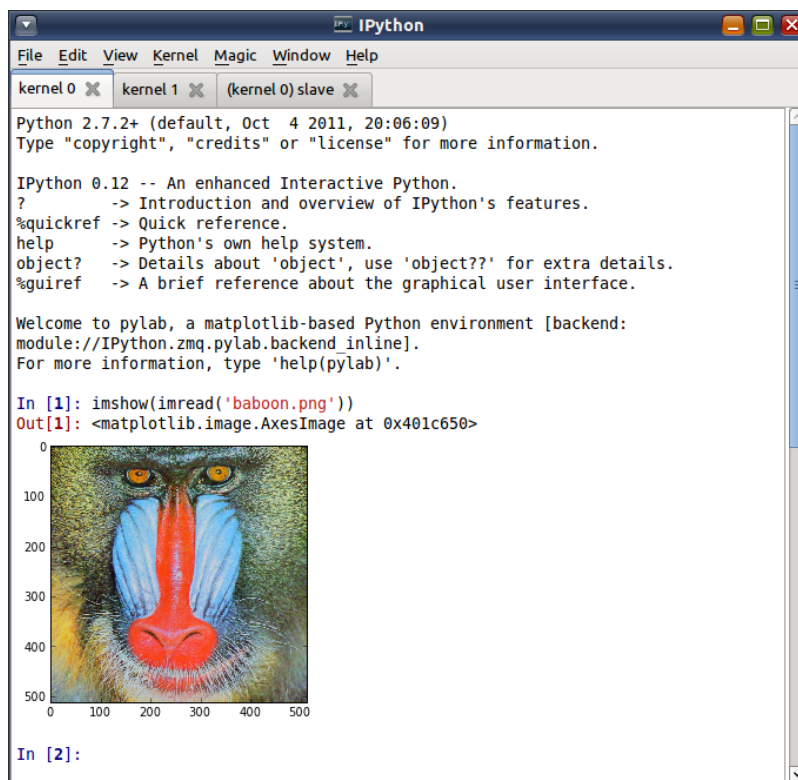 IPython
File Edit View Kernel Magic Window Help
kernel 0 kernel 1 (kernel 0) slave
Python 2.7.2+ (default, Oct  4 2011, 20:06:09)
Type "copyright", "credits" or "license" for more information.
IPython 0.12 -- An enhanced Interactive Python.
?         -> Introduction and overview of IPython's features.
%quickref -> Quick reference.
help      -> Python's own help system.
object?   -> Details about 'object', use 'object??' for extra details.
%guiref   -> A brief reference about the graphical user interface.
Welcome to pylab, a matplotlib-based Python environment [backend:
module://IPython.zmq.pylab.backend_inline].
For more information, type 'help(pylab)'.
In [1]: imshow(imread('baboon.png'))
Out[1]: <matplotlib.image.AxesImage at 0x401c650>
0
100
200
300
400
500
0 100 200 300 400 500
In [2]: